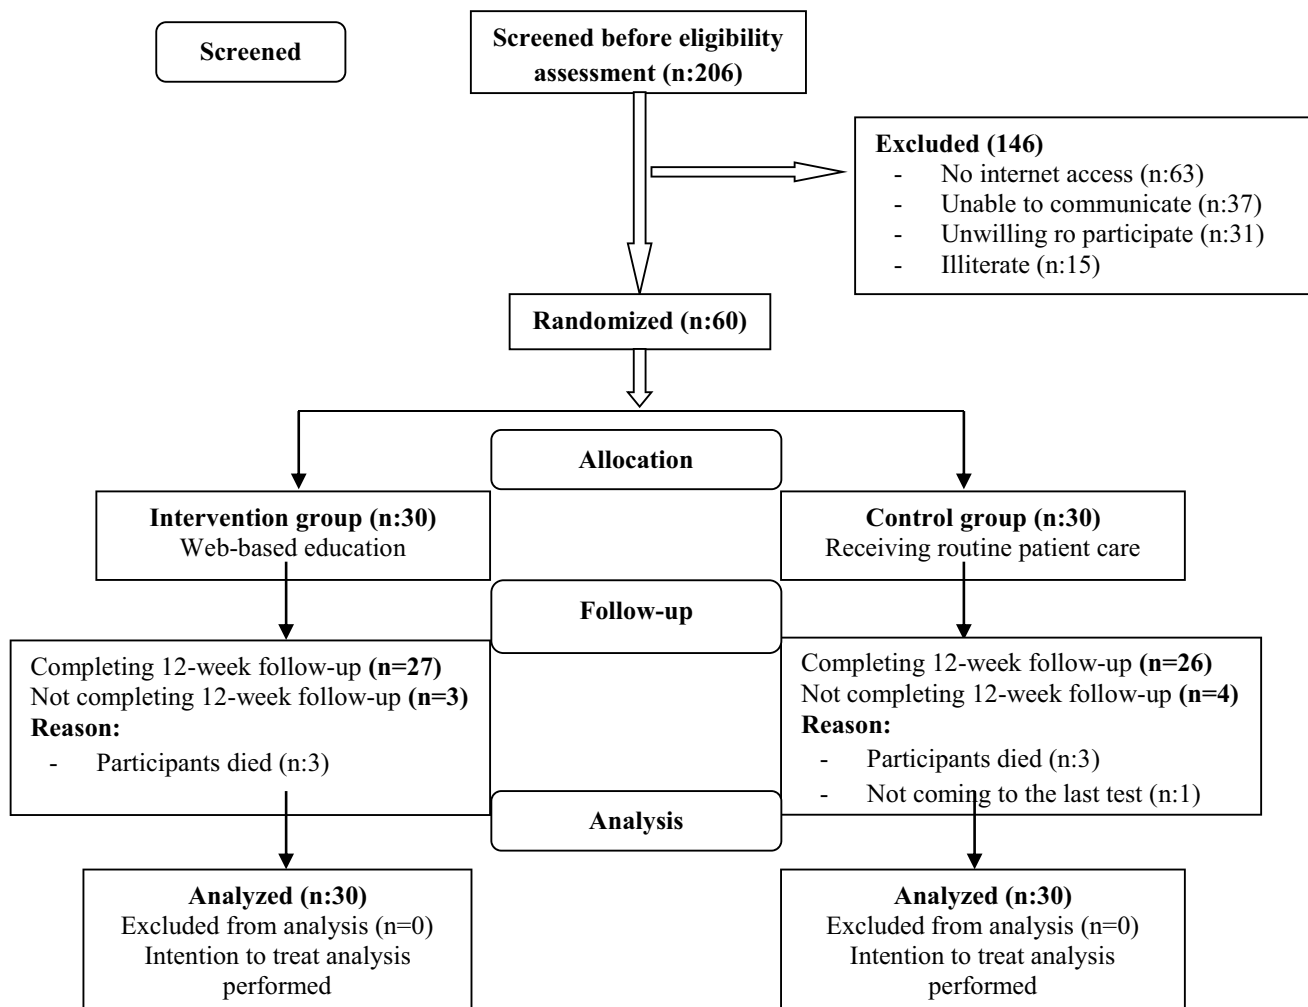 Screened
Screened before eligibility
assessment (n:206)
Excluded (146)
- No internet access (n:63)
- Unable to communicate (n:37)
- Unwilling ro participate (n:31)
- Illiterate (n:15)
Randomized (n:60)
Allocation
Intervention group (n:30)
Web-based education
Control group (n:30)
Receiving routine patient care
Follow-up
Completing 12-week follow-up (n=27)
Not completing 12-week follow-up (n=3)
Reason:
- Participants died (n:3)
Completing 12-week follow-up (n=26)
Not completing 12-week follow-up (n=4)
Reason:
- Participants died (n:3)
- Not coming to the last test (n:1)
Analysis
Analyzed (n:30)
Excluded from analysis (n=0)
Intention to treat analysis
performed
Analyzed (n:30)
Excluded from analysis (n=0)
Intention to treat analysis
performed